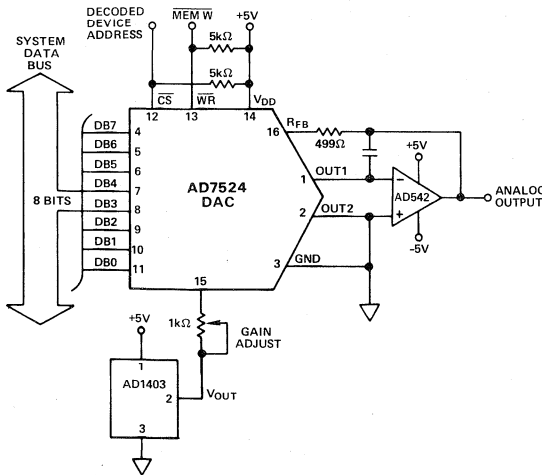 DECODED
DEVICE
ADDRESS
MEM W
+5V
5kΩ
5kΩ
SYSTEM
DATA
BUS
CS
WR
VDD
12
13
14
16
RFB
499Ω
+5V
DB7
4
DB6
5
DB5
6
DB4
7
8 BITS
DB3
8
DB2
9
DB1
10
DB0
11
AD7524
DAC
1
OUT1
2
OUT2
3
GND
−
AD542
+
-5V
ANALOG
OUTPUT
15
1kΩ
GAIN
ADJUST
+5V
1
AD1403
2
VOUT
3